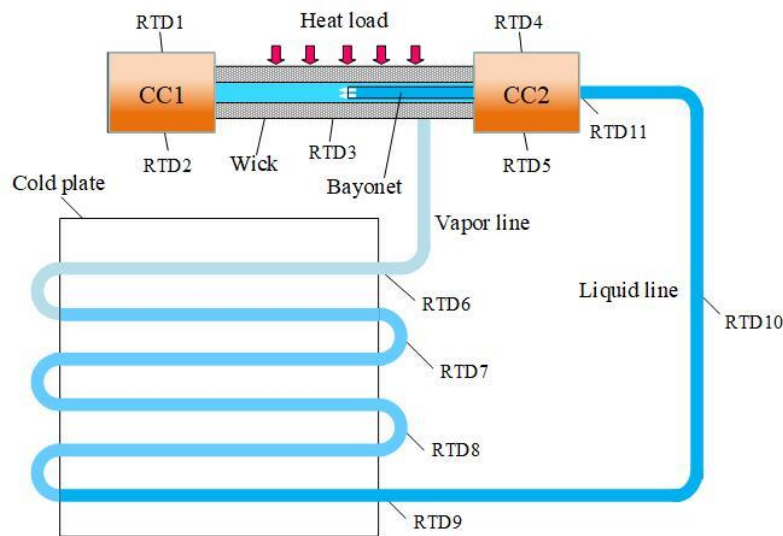 Heat load
RTD1
RTD4
CC1
CC2
RTD11
RTD2
Wick
RTD3
RTD5
Bayonet
Cold plate
Vapor line
RTD6
Liquid line
RTD10
RTD7
RTD8
RTD9